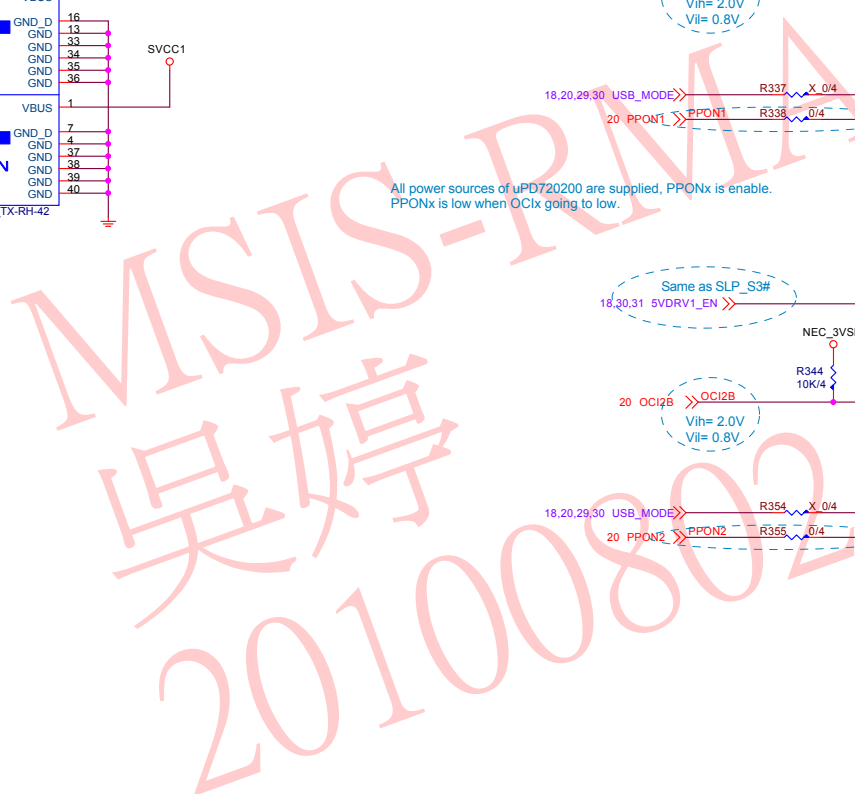 VBUS
GND_D 16
GND 13
GND 33
GND 34
GND 35
GND 36
SVCC1
VBUS 1
GND_D 7
GND 4
GND 37
GND 38
GND 39
GND 40
N
TX-RH-42
Vih= 2.0V
Vil= 0.8V
18,20,29,30 USB_MODE R337 X_0/4
20 PPON1 PPON1 R338 0/4
All power sources of uPD720200 are supplied, PPONx is enable.
PPONx is low when OCIx going to low.
Same as SLP_S3#
18,30,31 5VDRV1_EN
NEC_3VS
R344
10K/4
20 OCI2B OCI2B
Vih= 2.0V
Vil= 0.8V
18,20,29,30 USB_MODE R354 X_0/4
20 PPON2 PPON2 R355 0/4
MSIS-RMA
吳婷
20100802